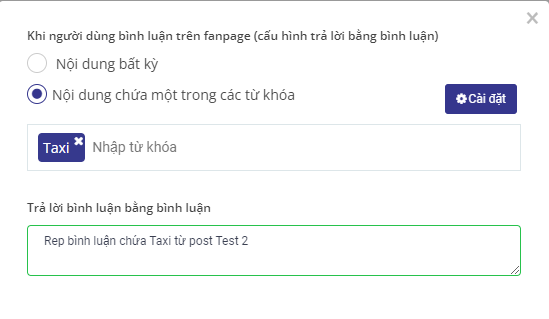 Khi người dùng bình luận trên fanpage (cấu hình trả lời bằng bình luận)
Nội dung bất kỳ
Nội dung chứa một trong các từ khóa
Cài đặt
Taxi Nhập từ khóa
Trả lời bình luận bằng bình luận
Rep bình luận chứa Taxi từ post Test 2